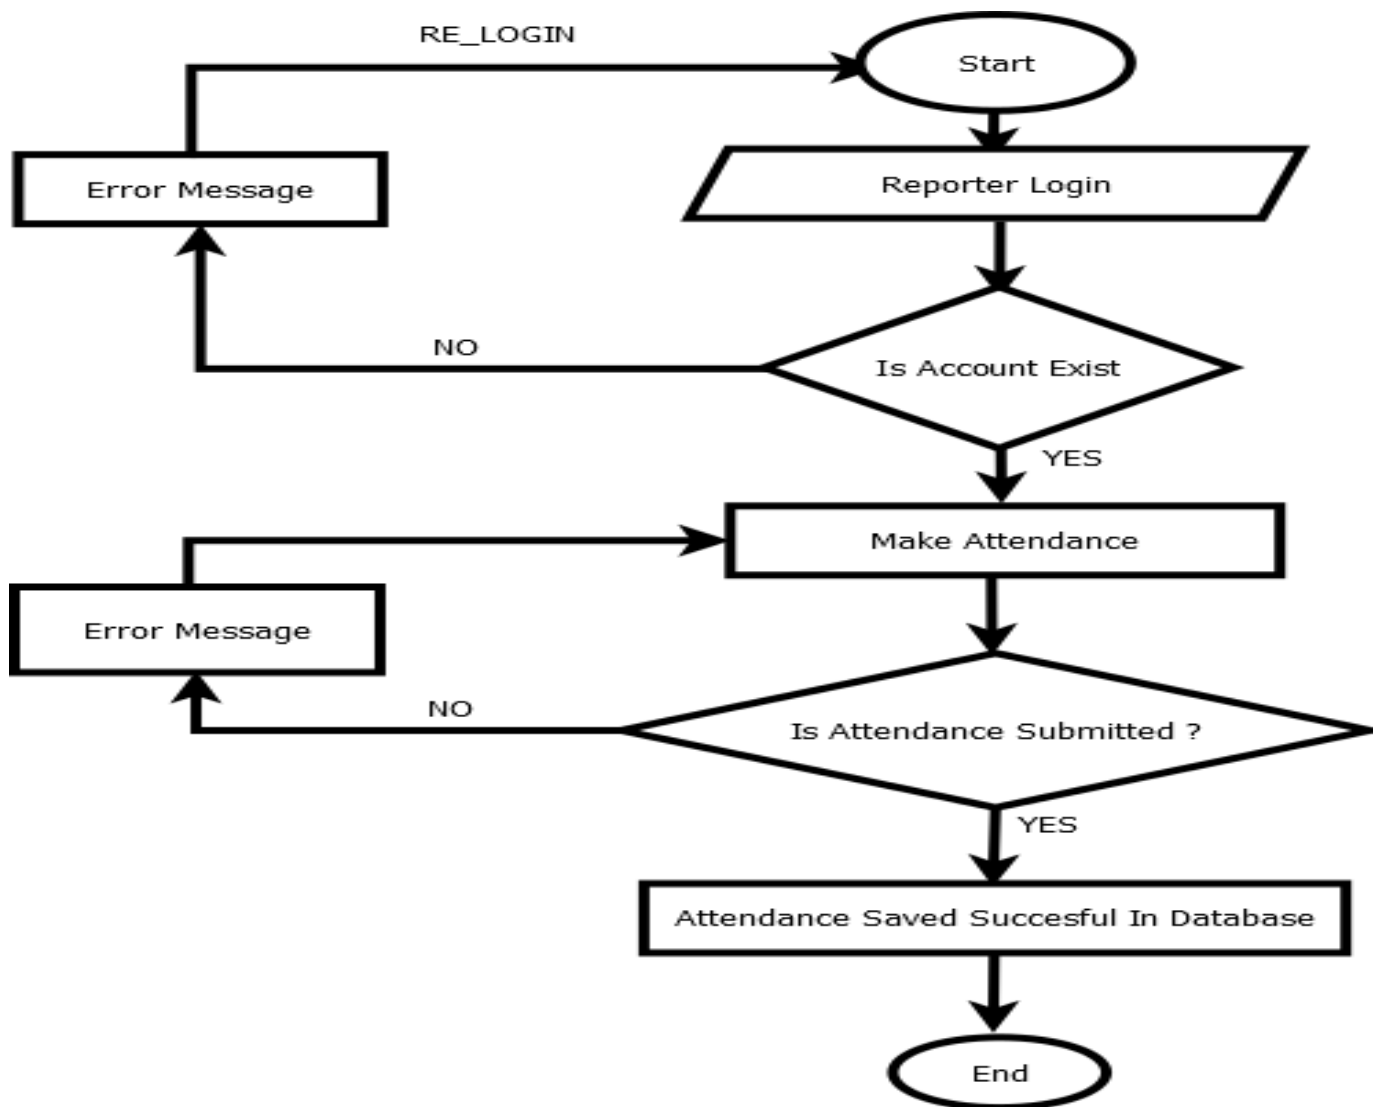 RE_LOGIN
Start
Error Message
Reporter Login
NO
Is Account Exist
YES
Make Attendance
Error Message
NO
Is Attendance Submitted ?
YES
Attendance Saved Succesful In Database
End